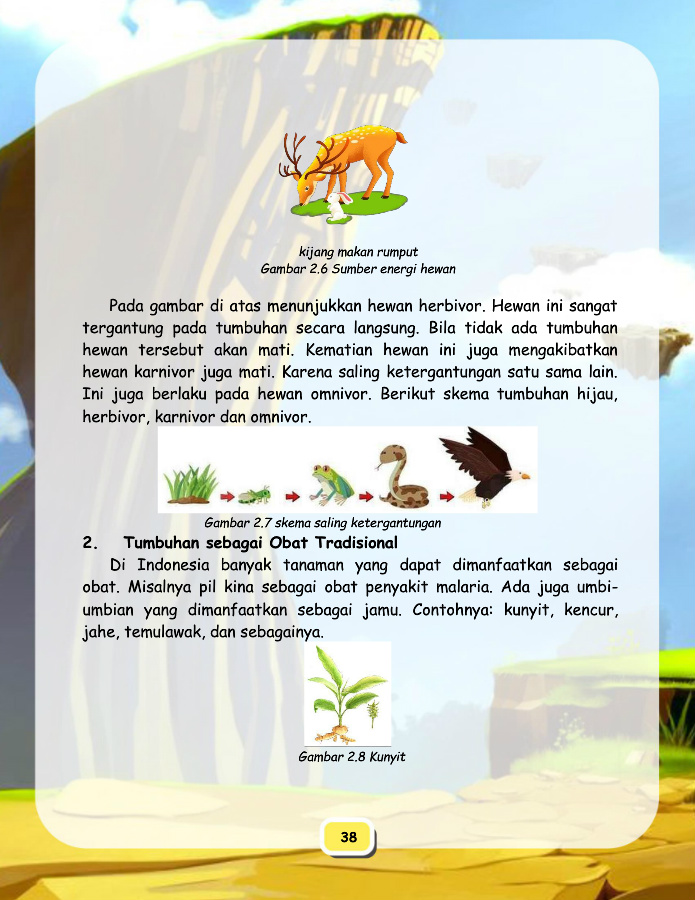 kijang makan rumput
Gambar 2.6 Sumber energi hewan
Pada gambar di atas menunjukkan hewan herbivor. Hewan ini sangat
tergantung pada tumbuhan secara langsung. Bila tidak ada tumbuhan
hewan tersebut akan mati. Kematian hewan ini juga mengakibatkan
hewan karnivor juga mati. Karena saling ketergantungan satu sama lain.
Ini juga berlaku pada hewan omnivor. Berikut skema tumbuhan hijau,
herbivor, karnivor dan omnivor.
Gambar 2.7 skema saling ketergantungan
2. Tumbuhan sebagai Obat Tradisional
Di Indonesia banyak tanaman yang dapat dimanfaatkan sebagai
obat. Misalnya pil kina sebagai obat penyakit malaria. Ada juga umbi-
umbian yang dimanfaatkan sebagai jamu. Contohnya: kunyit, kencur,
jahe, temulawak, dan sebagainya.
Gambar 2.8 Kunyit
38